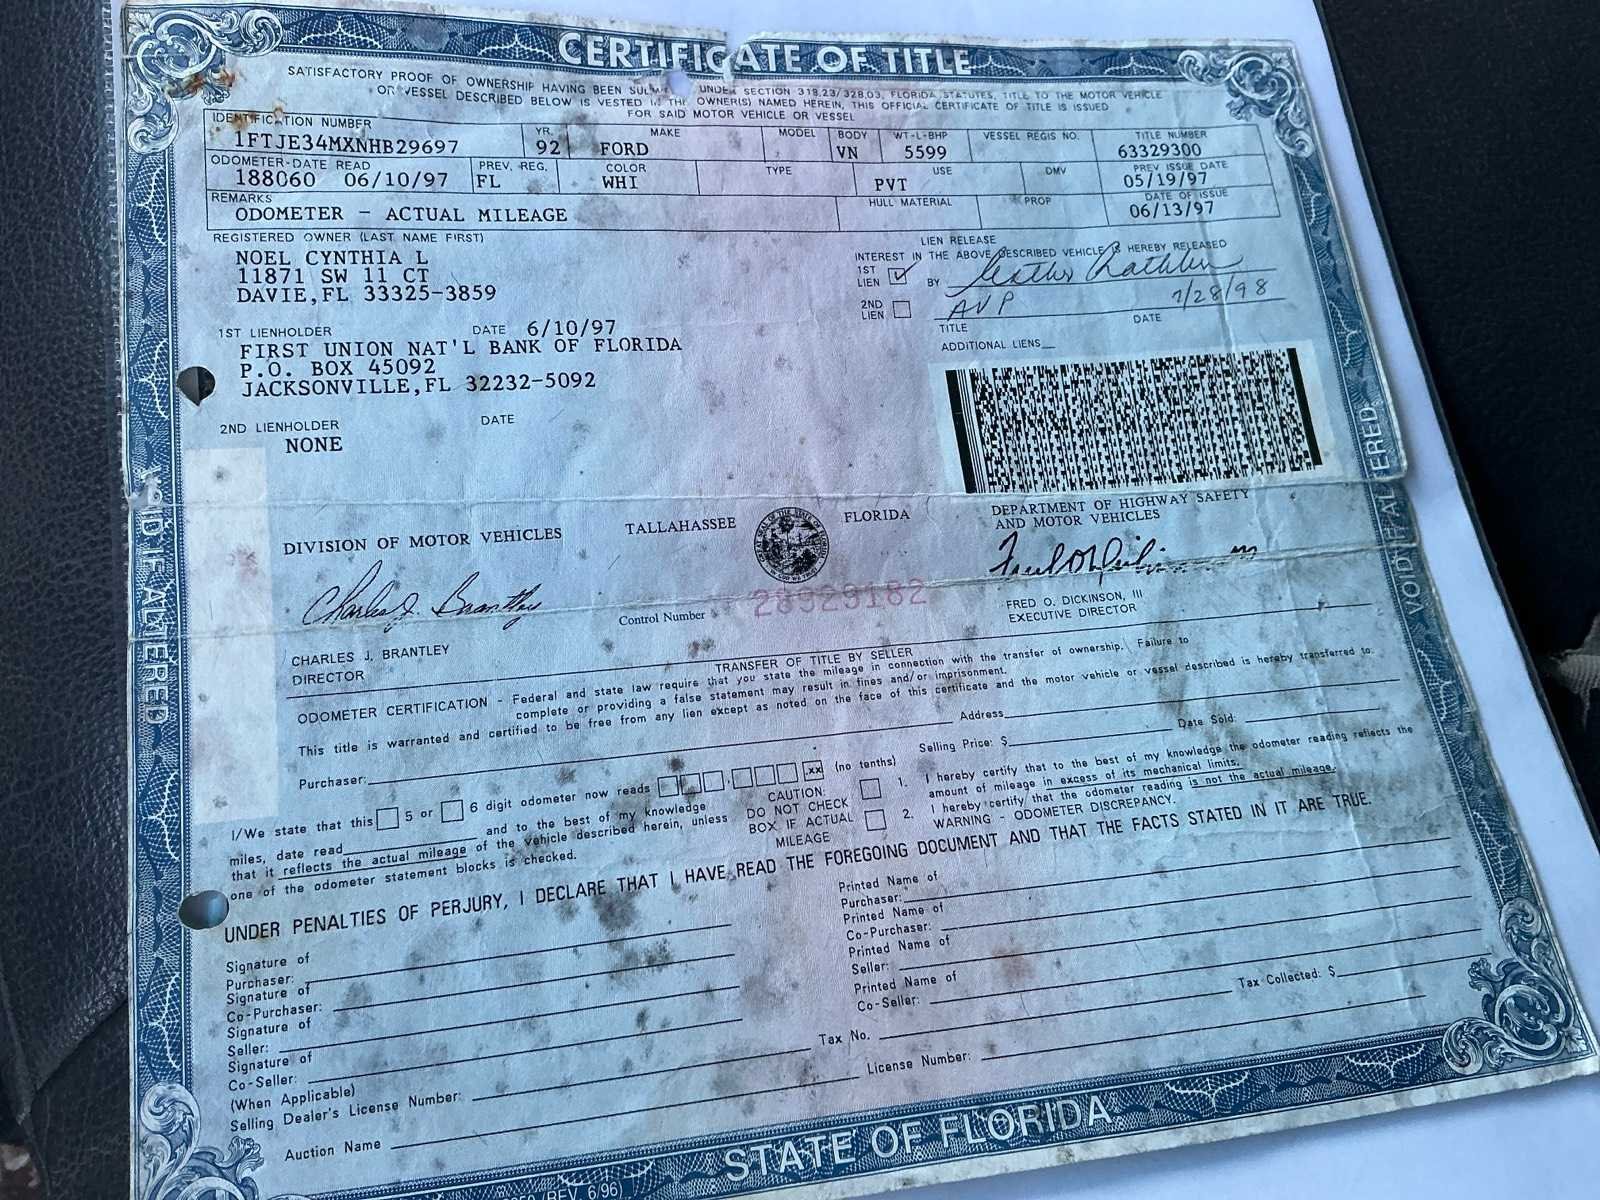 CERTIFICATE OF TITLE
SATISFACTORY PROOF OF OWNERSHIP HAVING BEEN UNDER SECTION 319.23/328.03, FLORIDA STATUTES, TITLE TO THE MOTOR VEHICLE
OR VESSEL DESCRIBED BELOW IS VESTED IN THE OWNER(S) NAMED HEREIN, THIS OFFICIAL CERTIFICATE OF TITLE IS ISSUED
FOR SAID MOTOR VEHICLE OR VESSEL
IDENTIFICATION NUMBER YR. MAKE MODEL BODY WT-L-BHP VESSEL REGIS NO. TITLE NUMBER
1FTJE34MXNHB29697 92 FORD VN 5599 63329300
ODOMETER-DATE READ PREV. REG. COLOR TYPE USE DMV PREV ISSUE DATE
188060 06/10/97 FL WHI PVT 05/19/97
REMARKS HULL MATERIAL PROP DATE OF ISSUE
ODOMETER - ACTUAL MILEAGE 06/13/97
REGISTERED OWNER (LAST NAME FIRST)
NOEL CYNTHIA L
11871 SW 11 CT
DAVIE,FL 33325-3859
LIEN RELEASE
INTEREST IN THE ABOVE DESCRIBED VEHICLE IS HEREBY RELEASED
1ST LIEN BY
2ND LIEN AVP 7/28/98
TITLE DATE
ADDITIONAL LIENS
1ST LIENHOLDER DATE 6/10/97
FIRST UNION NAT'L BANK OF FLORIDA
P.O. BOX 45092
JACKSONVILLE,FL 32232-5092
2ND LIENHOLDER DATE
NONE
DIVISION OF MOTOR VEHICLES TALLAHASSEE FLORIDA DEPARTMENT OF HIGHWAY SAFETY
AND MOTOR VEHICLES
Charles J. Brantley
Control Number 28929182
CHARLES J. BRANTLEY
DIRECTOR
FRED O. DICKINSON, III
EXECUTIVE DIRECTOR
TRANSFER OF TITLE BY SELLER
ODOMETER CERTIFICATION - Federal and state law require that you state the mileage in connection with the transfer of ownership. Failure to
complete or providing a false statement may result in fines and/or imprisonment.
This title is warranted and certified to be free from any lien except as noted on the face of this certificate and the motor vehicle or vessel described is hereby transferred to:
Purchaser: Address
Selling Price: $ Date Sold:
I/We state that this 5 or 6 digit odometer now reads .xx (no tenths)
miles, date read and to the best of my knowledge
that it reflects the actual mileage of the vehicle described herein, unless
one of the odometer statement blocks is checked.
CAUTION:
DO NOT CHECK
BOX IF ACTUAL
MILEAGE
1. I hereby certify that to the best of my knowledge the odometer reading reflects the
amount of mileage in excess of its mechanical limits.
2. I hereby certify that the odometer reading is not the actual mileage.
WARNING - ODOMETER DISCREPANCY.
UNDER PENALTIES OF PERJURY, I DECLARE THAT I HAVE READ THE FOREGOING DOCUMENT AND THAT THE FACTS STATED IN IT ARE TRUE.
Signature of
Purchaser:
Signature of
Co-Purchaser:
Signature of
Seller:
Signature of
Co-Seller:
(When Applicable)
Selling Dealer's License Number:
Auction Name
Printed Name of
Purchaser:
Printed Name of
Co-Purchaser:
Printed Name of
Seller:
Printed Name of
Co-Seller:
Tax No. Tax Collected: $
License Number:
STATE OF FLORIDA
(REV. 6/96)
VOID IF ALTERED
VOID IF ALTERED